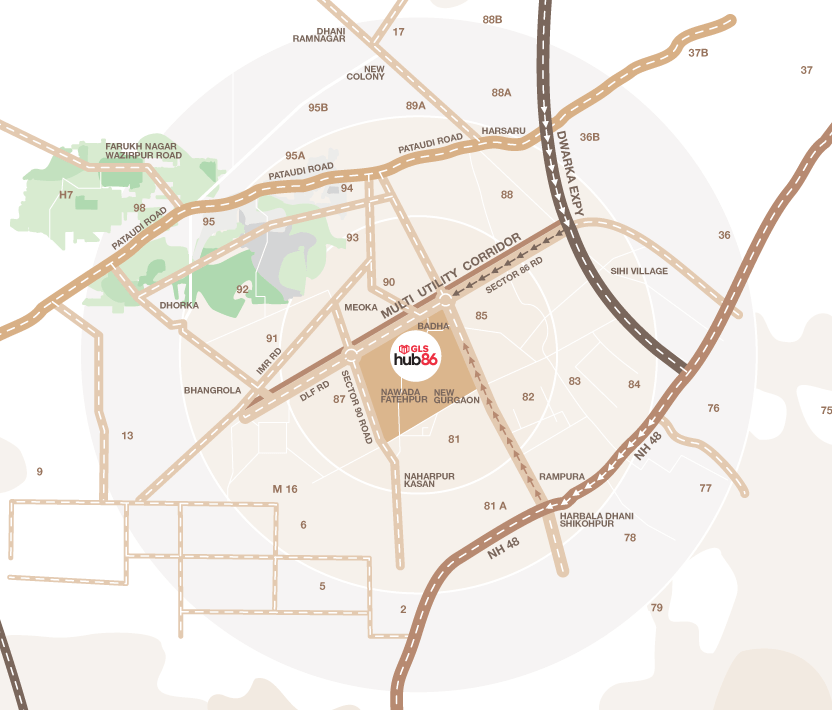 88B
DHANI
RAMNAGAR
17
37B
NEW
COLONY
37
88A
95B
89A
HARSARU
36B
FARUKH NAGAR
WAZIRPUR ROAD
PATAUDI ROAD
95A
PATAUDI ROAD
DWARKA EXPY
94
H7
88
98
PATAUDI ROAD
95
93
36
MULTI UTILITY CORRIDOR
SECTOR 86 RD
SIHI VILLAGE
90
92
DHORKA
MEOKA
85
BADHA
91
GLS
hub86
IMR RD
83
84
BHANGROLA
DLF RD
87
SECTOR 90 ROAD
NAWADA
FATEHPUR
NEW
GURGAON
82
76
75
13
81
NH 48
9
NAHARPUR
KASAN
RAMPURA
77
M 16
81 A
HARBALA DHANI
SHIKOHPUR
6
78
NH 48
5
2
79